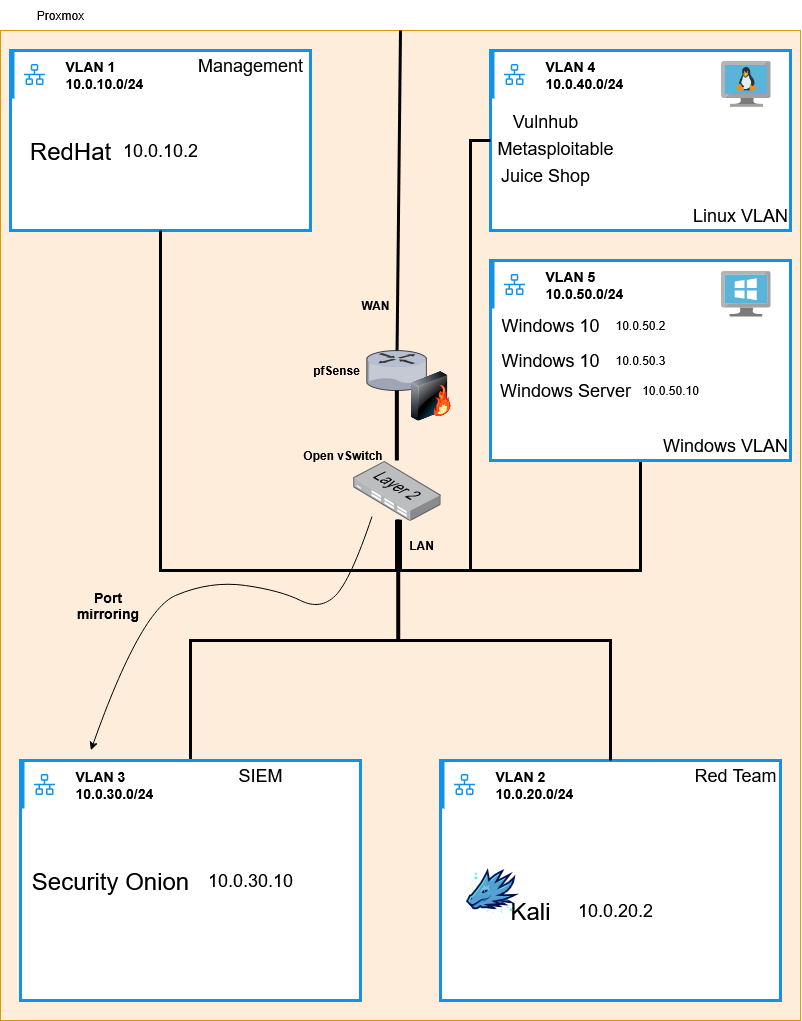 Proxmox
VLAN 1
10.0.10.0/24
Management
RedHat 10.0.10.2
VLAN 4
10.0.40.0/24
Vulnhub
Metasploitable
Juice Shop
Linux VLAN
VLAN 5
10.0.50.0/24
Windows 10 10.0.50.2
Windows 10 10.0.50.3
Windows Server 10.0.50.10
Windows VLAN
WAN
pfSense
Open vSwitch
Layer 2
LAN
Port
mirroring
VLAN 3
10.0.30.0/24
SIEM
Security Onion 10.0.30.10
VLAN 2
10.0.20.0/24
Red Team
Kali 10.0.20.2